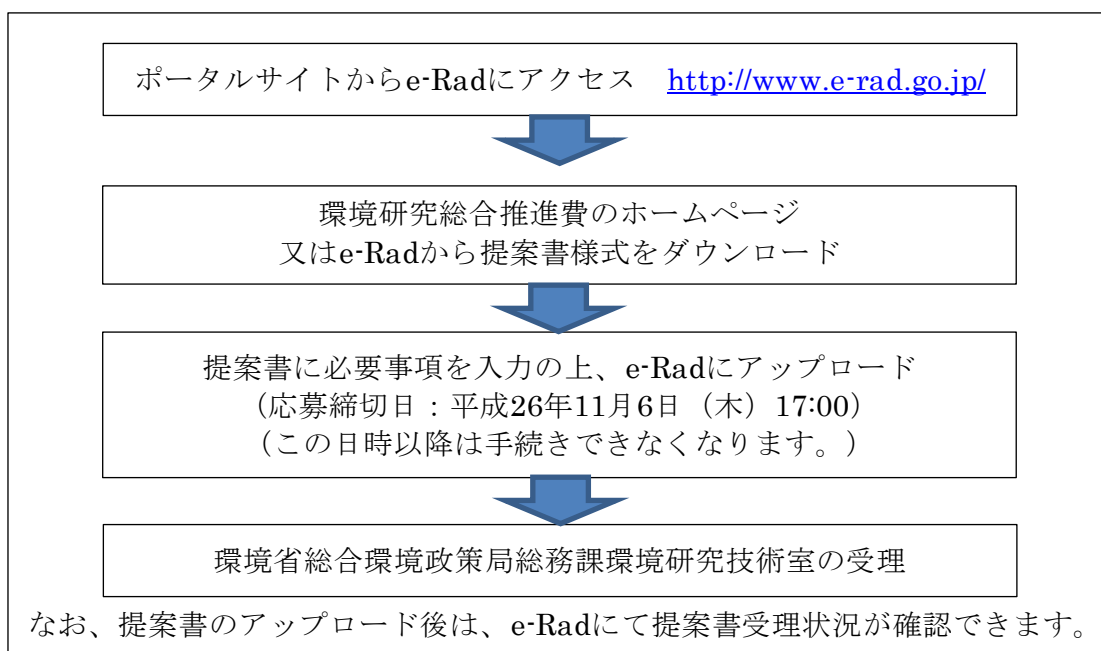 ポータルサイトからe-Radにアクセス　http://www.e-rad.go.jp/
環境研究総合推進費のホームページ
又はe-Radから提案書様式をダウンロード
提案書に必要事項を入力の上、e-Radにアップロード
（応募締切日：平成26年11月6日（木）17:00）
（この日時以降は手続きできなくなります。）
環境省総合環境政策局総務課環境研究技術室の受理
なお、提案書のアップロード後は、e-Radにて提案書受理状況が確認できます。